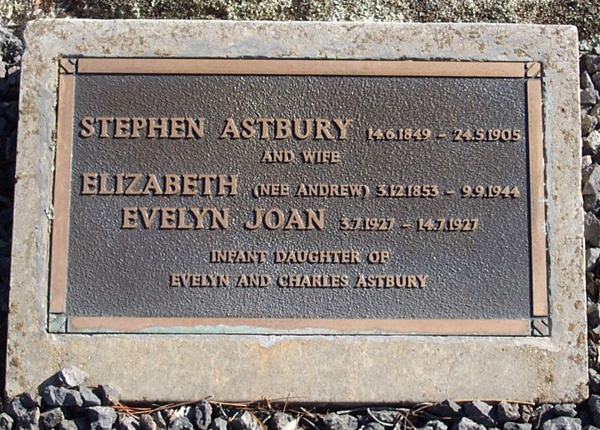 STEPHEN ASTBURY 14.6.1849 - 24.5.1905
AND WIFE
ELIZABETH (NEE ANDREW) 3.12.1853 - 9.9.1944
EVELYN JOAN 3.7.1927 - 14.7.1927
INFANT DAUGHTER OF
EVELYN AND CHARLES ASTBURY